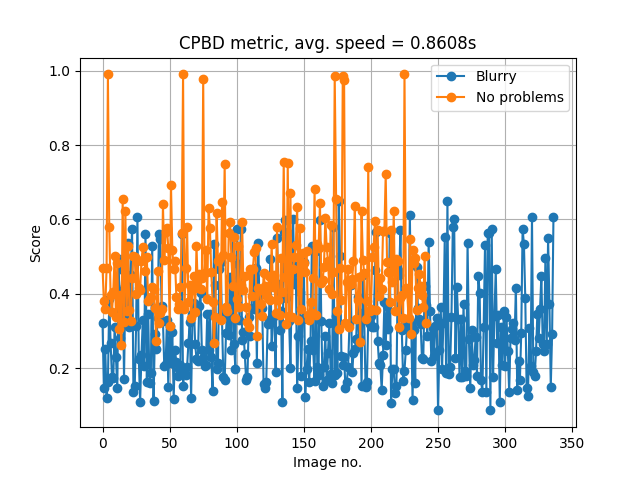 CPBD metric, avg. speed = 0.8608s
Blurry
No problems
Score
1.0
0.8
0.6
0.4
0.2
0 50 100 150 200 250 300 350
Image no.